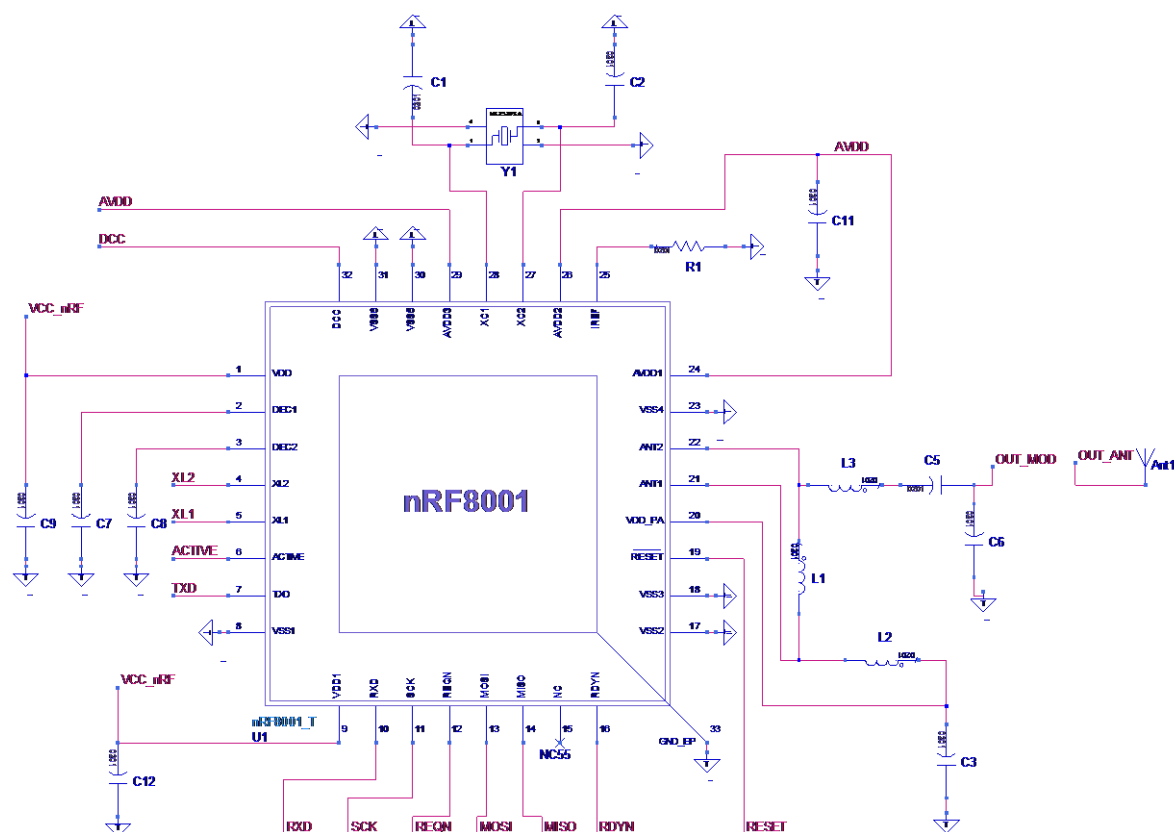 C1
C2
Y1
AVDD
AVDD
C11
DCC
R1
32
31
30
29
28
27
26
25
VCC_nRF
DCC
VSS6
VSS5
AVDD3
XC1
XC2
AVDD2
IREF
1
VDD
AVDD1
24
2
DEC1
VSS4
23
3
DEC2
ANT2
22
XL2
4
XL2
ANT1
21
L3
C5
OUT_MOD
OUT_ANT
Ant1
C9
C7
C8
nRF8001
XL1
5
XL1
VDD_PA
20
C6
ACTIVE
6
ACTIVE
RESET
19
L1
TXD
7
TXD
VSS3
18
8
VSS1
VSS2
17
L2
VCC_nRF
VDD1
RXD
SCK
REQN
MOSI
MISO
NC
RDYN
nRF8001_T
U1
9
10
11
12
13
14
15
16
33
GND_EP
NC55
C12
C3
RXD
SCK
REQN
MOSI
MISO
RDYN
RESET